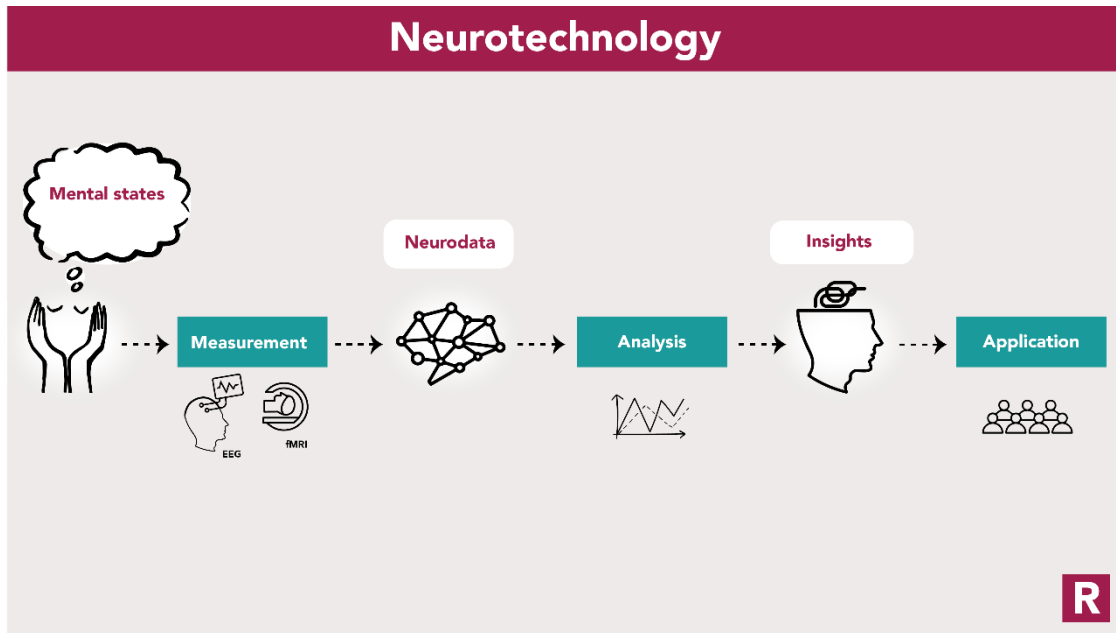 Neurotechnology
Mental states
Neurodata
Insights
Measurement
Analysis
Application
EEG
fMRI
R